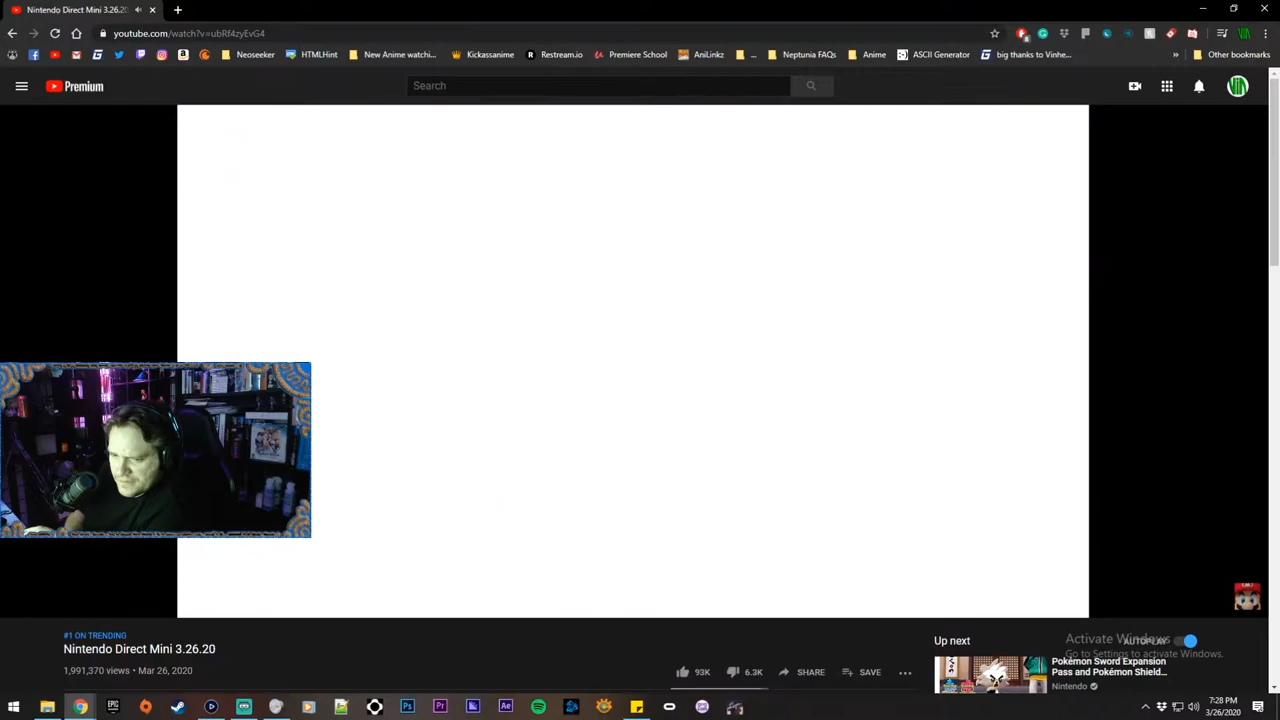 Nintendo Direct Mini 3.26.20
youtube.com/watch?v=ubRf4zyEvG4
Neoseeker
HTMLHint
New Anime watchi...
Kickassanime
Restream.io
Premiere School
AniLinkz
...
Neptunia FAQs
Anime
ASCII Generator
big thanks to Vinhe...
Other bookmarks
Premium
Search
#1 ON TRENDING
Nintendo Direct Mini 3.26.20
1,991,370 views • Mar 26, 2020
93K
6.3K
SHARE
SAVE
Up next
AUTOPLAY
Activate Windows
Go to Settings to activate Windows.
Pokémon Sword Expansion
Pass and Pokémon Shield...
Nintendo
7:28 PM
3/26/2020